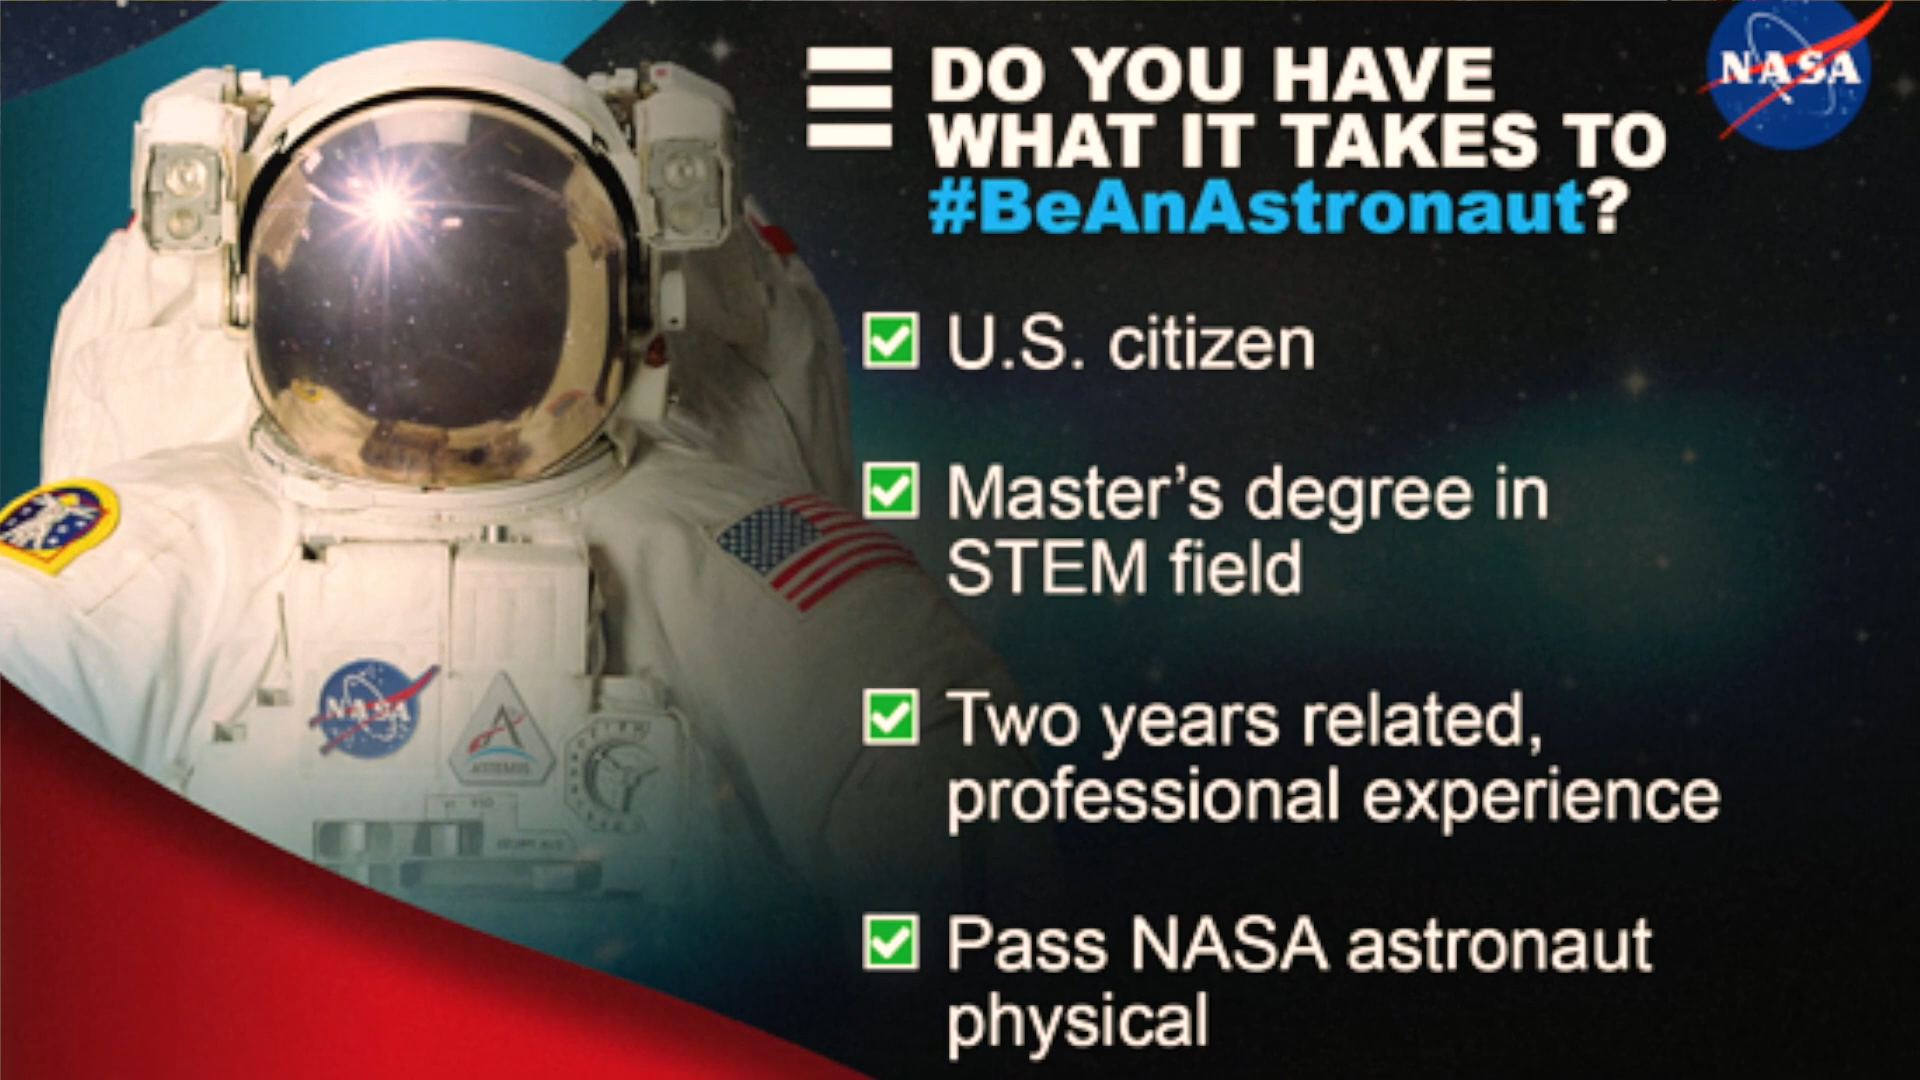 DO YOU HAVE
WHAT IT TAKES TO
#BeAnAstronaut?
NASA
U.S. citizen
Master's degree in
STEM field
Two years related,
professional experience
Pass NASA astronaut
physical
NASA
ARTEMIS